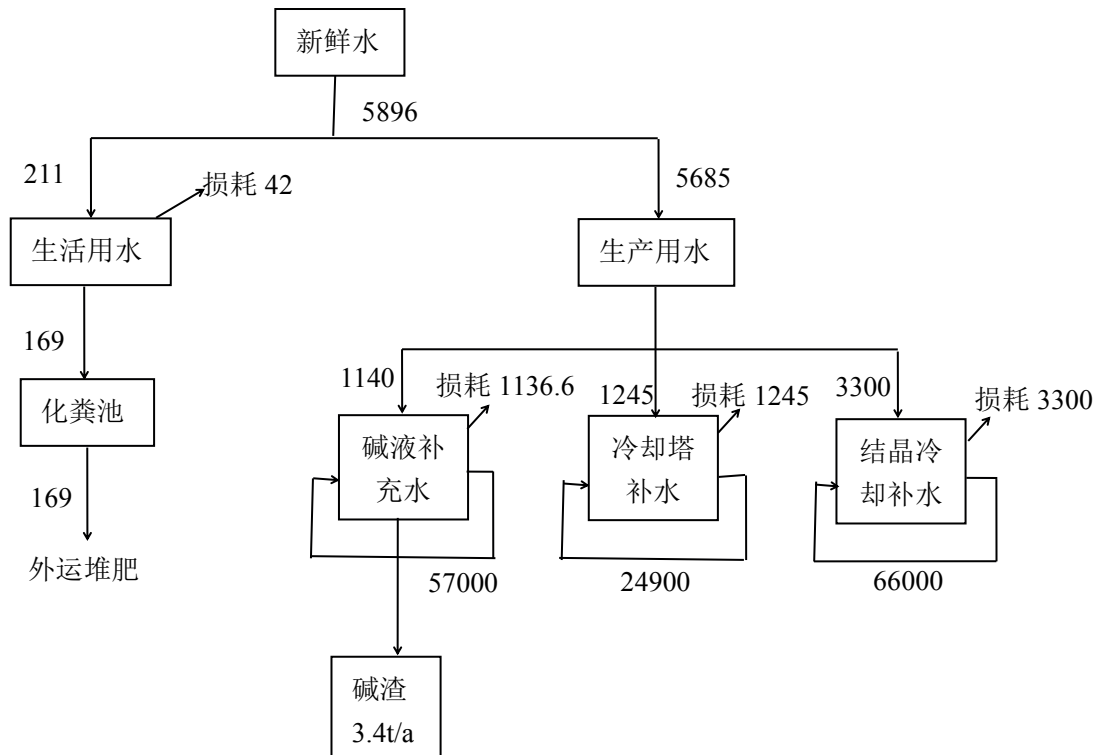 新鲜水
5896
211
损耗 42
5685
生活用水
生产用水
169
1140
损耗 1136.6
1245
损耗 1245
3300
损耗 3300
化粪池
碱液补
充水
冷却塔
补水
结晶冷
却补水
169
外运堆肥
57000
24900
66000
碱渣
3.4t/a